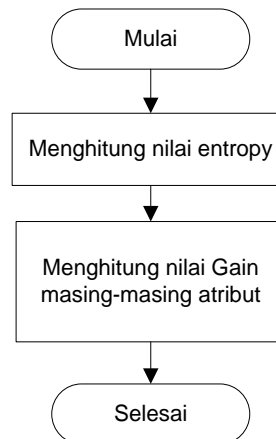 Mulai
Menghitung nilai entropy
Menghitung nilai Gain
masing-masing atribut
Selesai